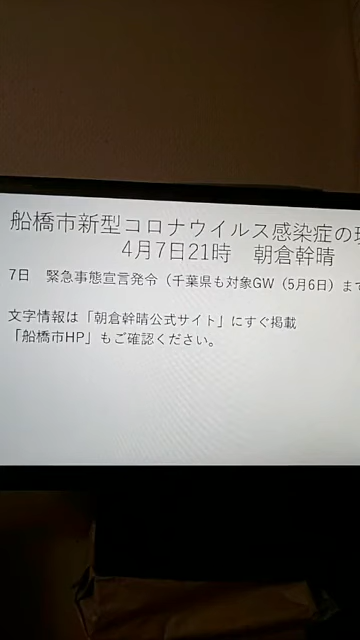 船橋市新型コロナウイルス感染症の
4月7日21時 朝倉幹晴
7日 緊急事態宣言発令（千葉県も対象GW（5月6日）まで
文字情報は「朝倉幹晴公式サイト」にすぐ掲載
「船橋市HP」もご確認ください。